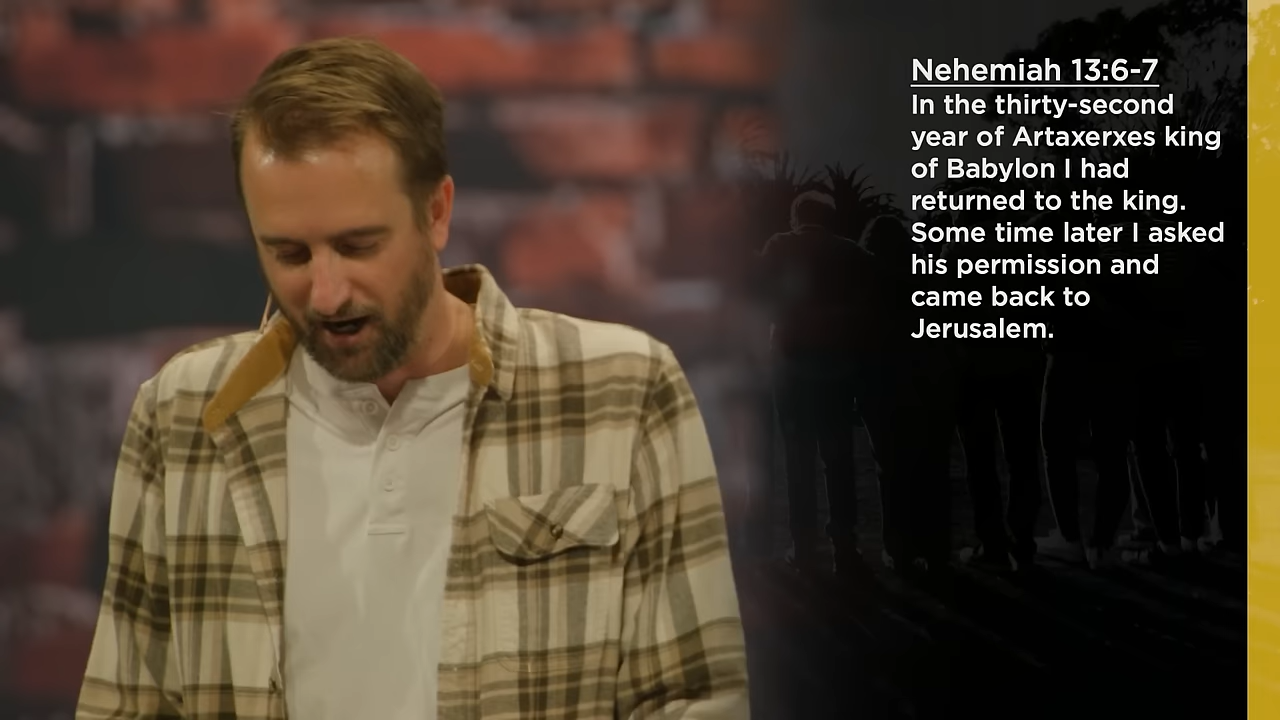 Nehemiah 13:6-7
In the thirty-second
year of Artaxerxes king
of Babylon I had
returned to the king.
Some time later I asked
his permission and
came back to
Jerusalem.